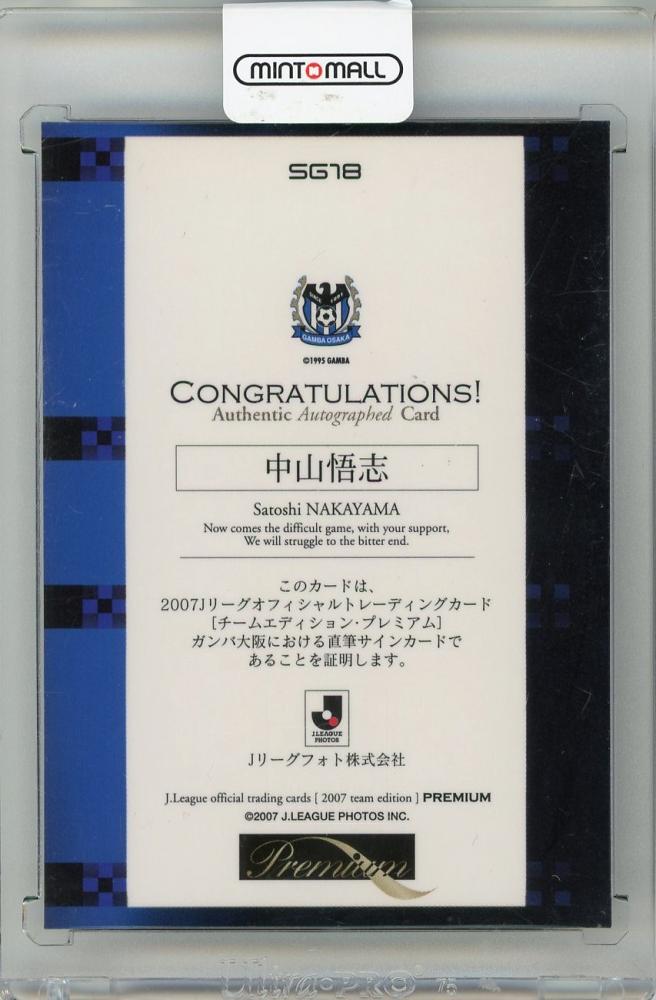 MINTOMALL
SG18
SINCE 1991
GAMBA OSAKA
©1995 GAMBA
CONGRATULATIONS!
Authentic Autographed Card
中山悟志
Satoshi NAKAYAMA
Now comes the difficult game, with your support,
We will struggle to the bitter end.
このカードは、
2007Jリーグオフィシャルトレーディングカード
[チームエディション・プレミアム]
ガンバ大阪における直筆サインカードで
あることを証明します。
J.LEAGUE
PHOTOS
Jリーグフォト株式会社
J.League official trading cards [ 2007 team edition ] PREMIUM
©2007 J.LEAGUE PHOTOS INC.
Premium
Ultra·PRO® 75